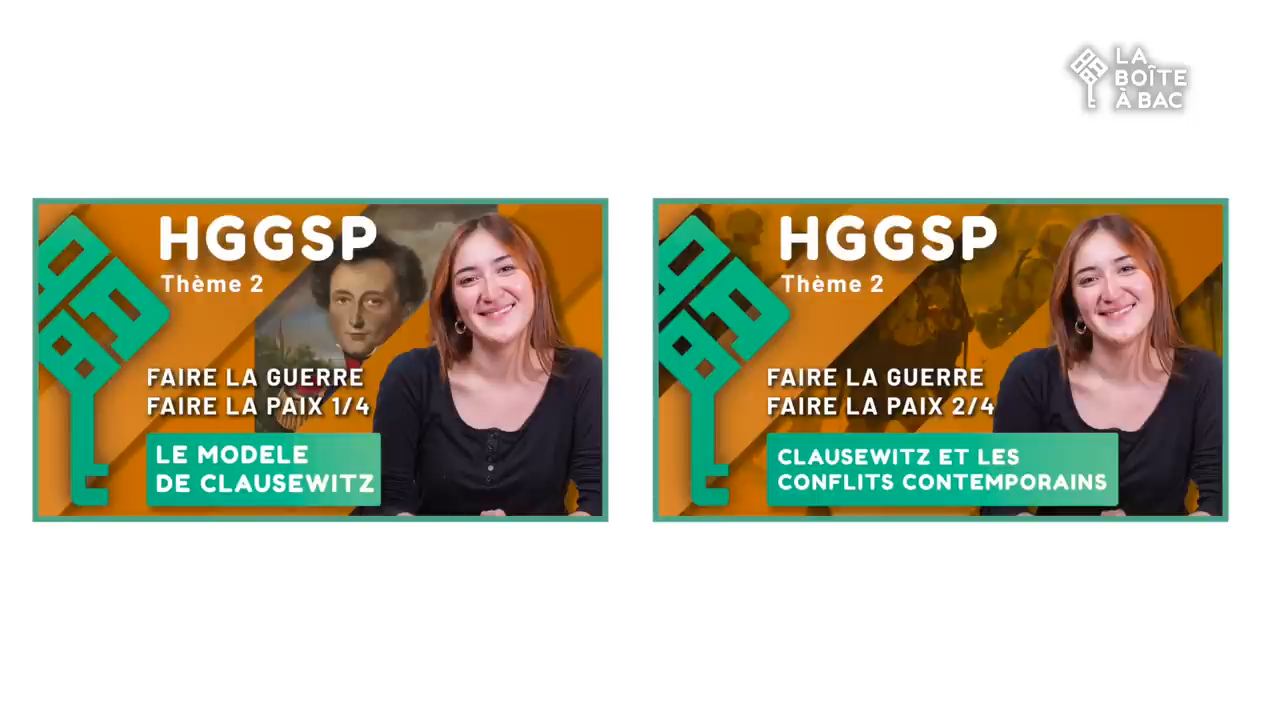 LA
BOÎTE
À BAC
HGGSP
Thème 2
FAIRE LA GUERRE
FAIRE LA PAIX 1/4
LE MODELE
DE CLAUSEWITZ
HGGSP
Thème 2
FAIRE LA GUERRE
FAIRE LA PAIX 2/4
CLAUSEWITZ ET LES
CONFLITS CONTEMPORAINS